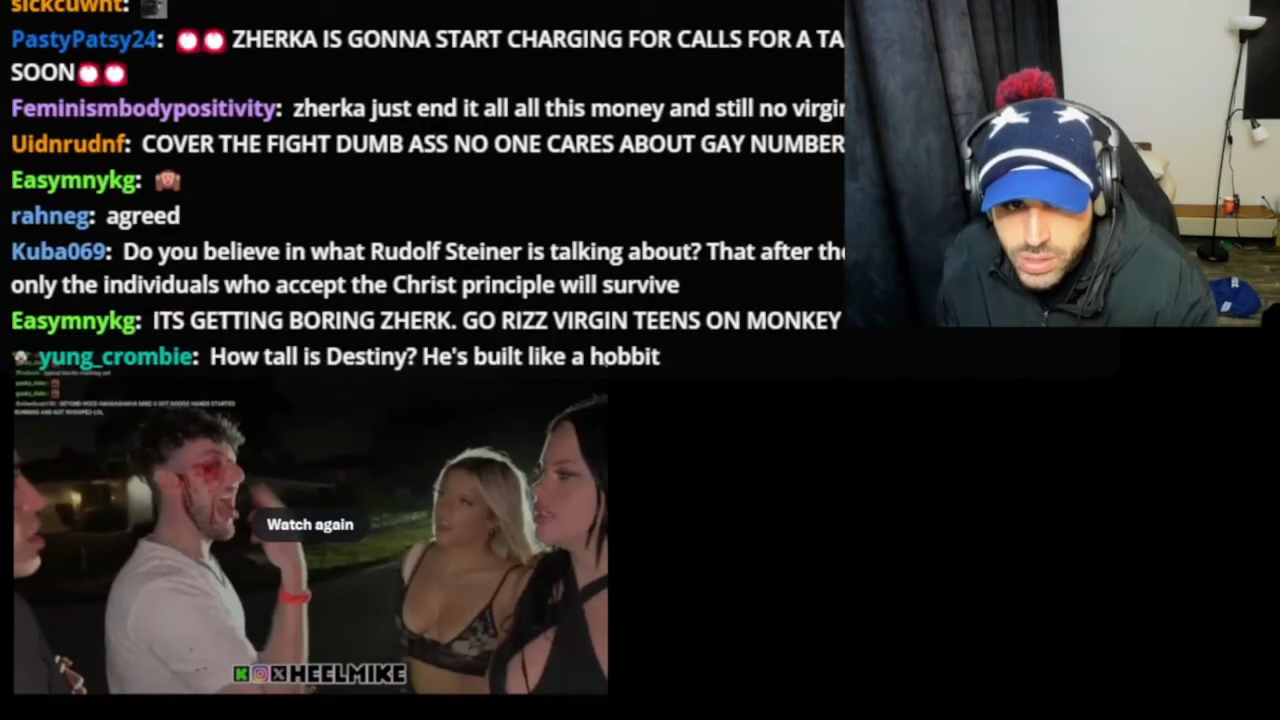 sickcuwht:
PastyPatsy24: ZHERKA IS GONNA START CHARGING FOR CALLS FOR A TA
SOON
Feminismbodypositivity: zherka just end it all all this money and still no virgin
Uidnrudnf: COVER THE FIGHT DUMB ASS NO ONE CARES ABOUT GAY NUMBER
Easymnykg:
rahneg: agreed
Kuba069: Do you believe in what Rudolf Steiner is talking about? That after the
only the individuals who accept the Christ principle will survive
Easymnykg: ITS GETTING BORING ZHERK. GO RIZZ VIRGIN TEENS ON MONKEY
yung_crombie: How tall is Destiny? He's built like a hobbit
Watch again
HEELMIKE